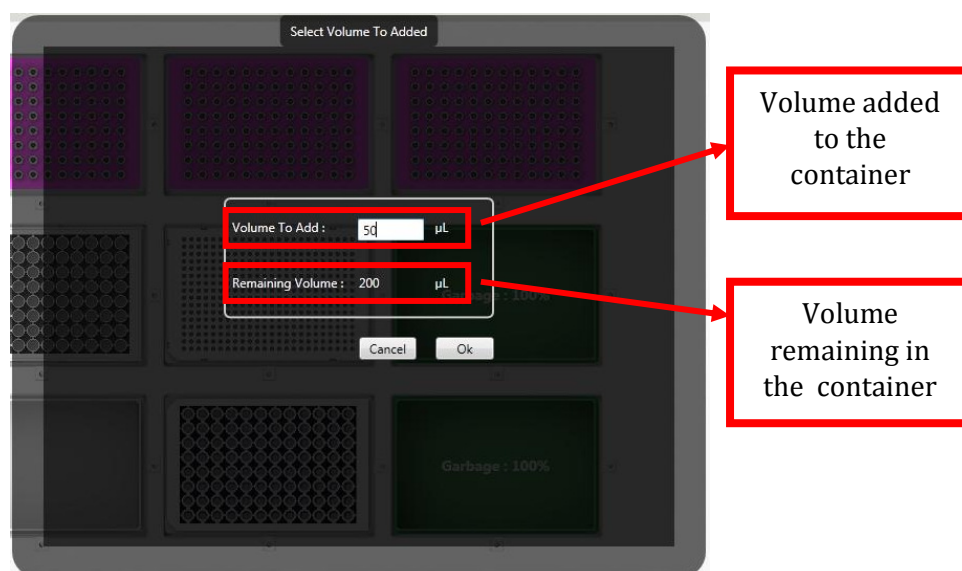 Select Volume To Added
Volume To Add : 50 µL
Remaining Volume : 200 µL
Cancel Ok
Garbage : 100%
Garbage : 100%
Volume added
to the
container
Volume
remaining in
the container